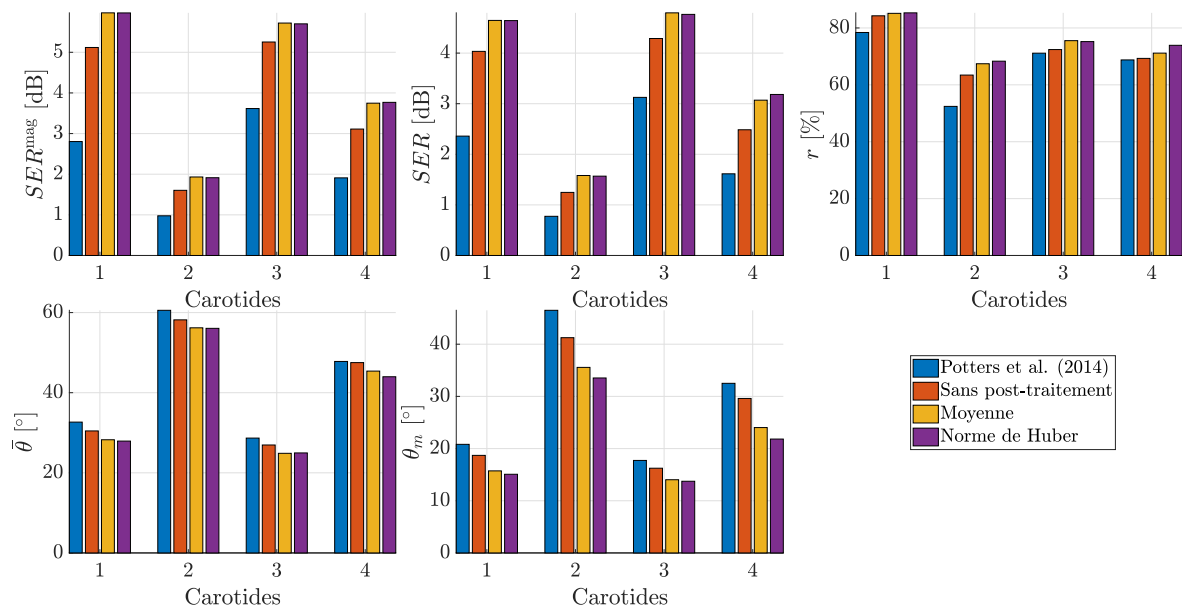 SER^mag [dB]
5
4
3
2
1
0
1 2 3 4
Carotides
SER [dB]
4
3
2
1
0
1 2 3 4
Carotides
r [%]
80
60
40
20
0
1 2 3 4
Carotides
θ̄ [°]
60
40
20
0
1 2 3 4
Carotides
θ_m [°]
40
30
20
10
0
1 2 3 4
Carotides
Potters et al. (2014)
Sans post-traitement
Moyenne
Norme de Huber